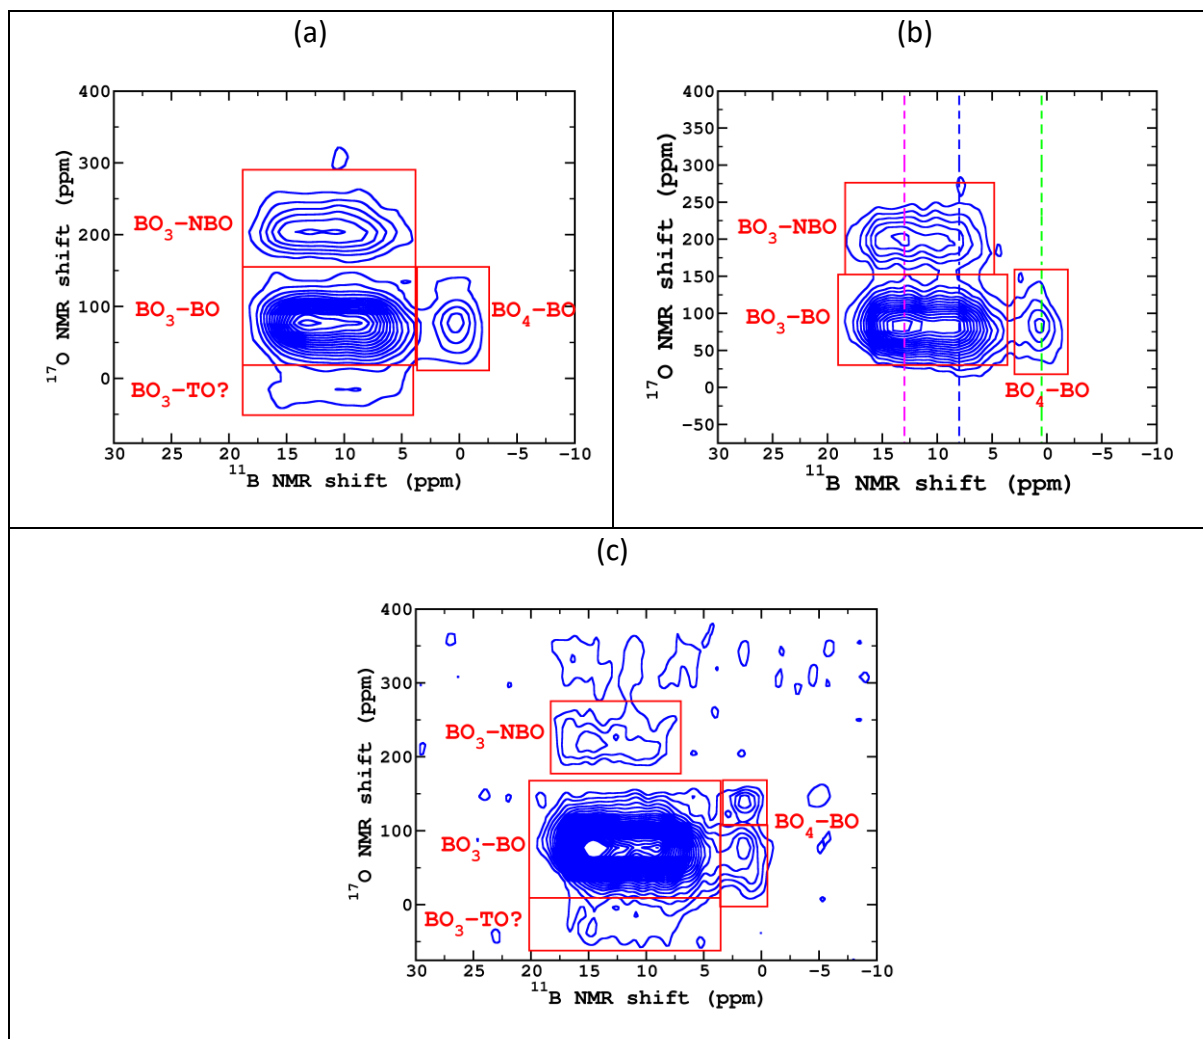 (a)
400
300
200
100
0
30 25 20 15 10 5 0 −5 −10
¹⁷O NMR shift (ppm)
¹¹B NMR shift (ppm)
BO₃−NBO
BO₃−BO
BO₄−BO
BO₃−TO?
(b)
400
350
300
250
200
150
100
50
0
−50
30 25 20 15 10 5 0 −5 −10
¹⁷O NMR shift (ppm)
¹¹B NMR shift (ppm)
BO₃−NBO
BO₃−BO
BO₄−BO
(c)
400
300
200
100
0
30 25 20 15 10 5 0 −5 −10
¹⁷O NMR shift (ppm)
¹¹B NMR shift (ppm)
BO₃−NBO
BO₄−BO
BO₃−BO
BO₃−TO?